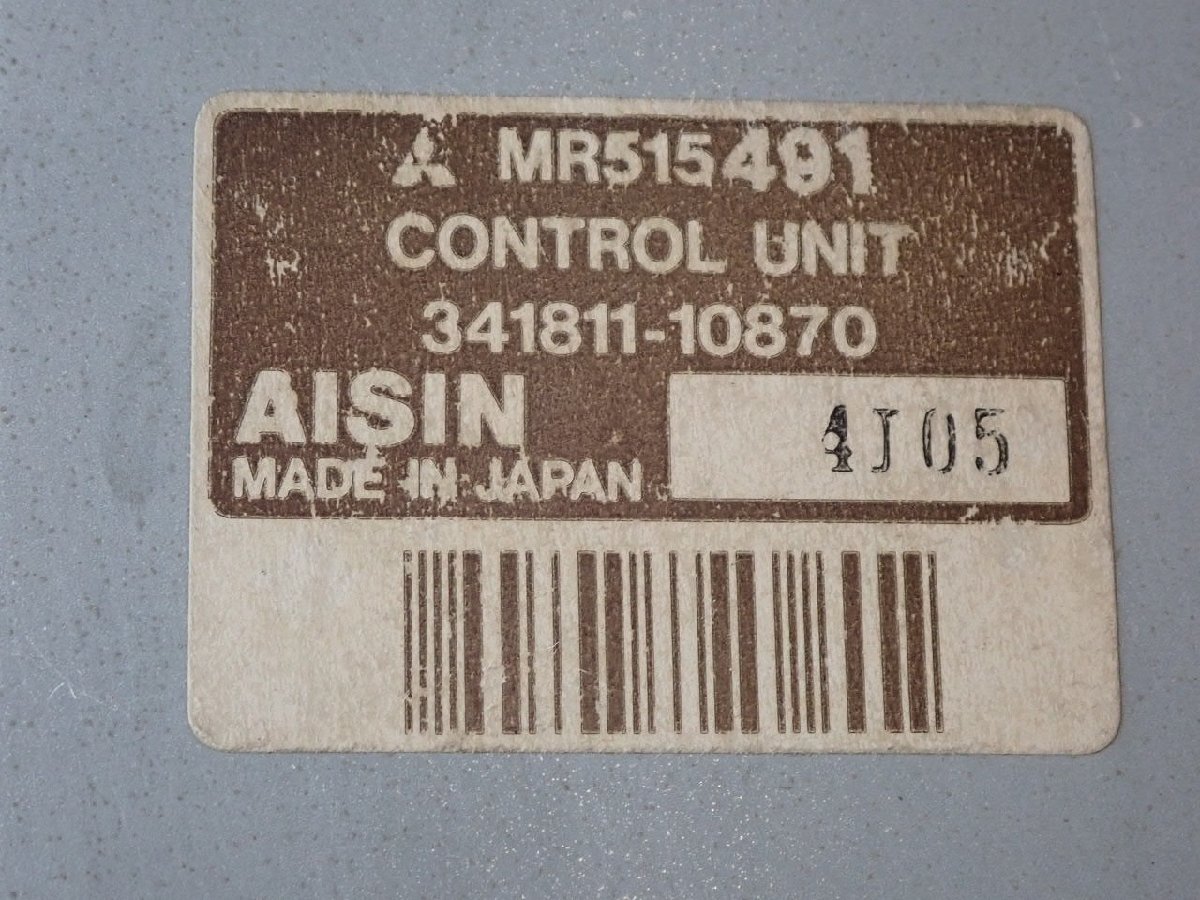 MR515491
CONTROL UNIT
341811-10870
AISIN
MADE IN JAPAN
4J05